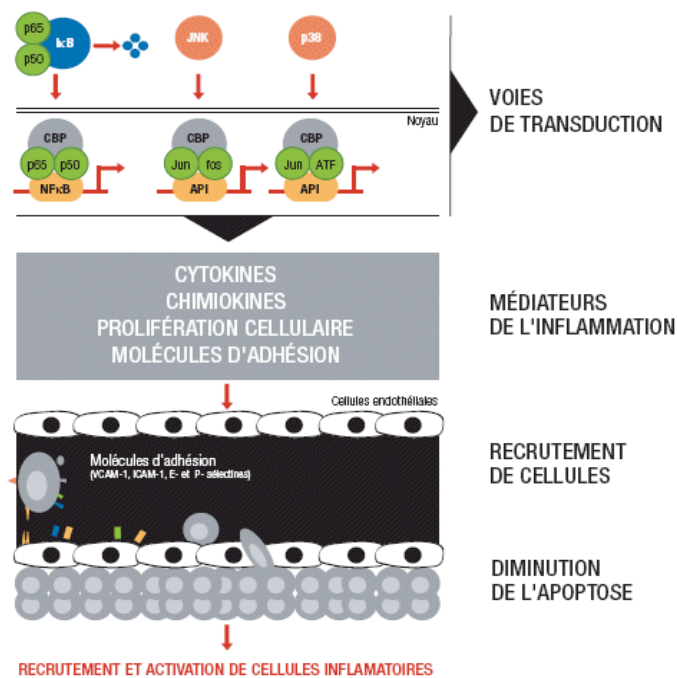 p65
p50
IκB
JNK
p38
Noyau
CBP
p65 p50
NFκB
CBP
Jun fos
API
CBP
Jun ATF
API
VOIES
DE TRANSDUCTION
CYTOKINES
CHIMIOKINES
PROLIFÉRATION CELLULAIRE
MOLÉCULES D'ADHÉSION
MÉDIATEURS
DE L'INFLAMMATION
Cellules endothéliales
Molécules d'adhésion
(VCAM-1, ICAM-1, E- et P- sélectines)
RECRUTEMENT
DE CELLULES
DIMINUTION
DE L'APOPTOSE
RECRUTEMENT ET ACTIVATION DE CELLULES INFLAMATOIRES